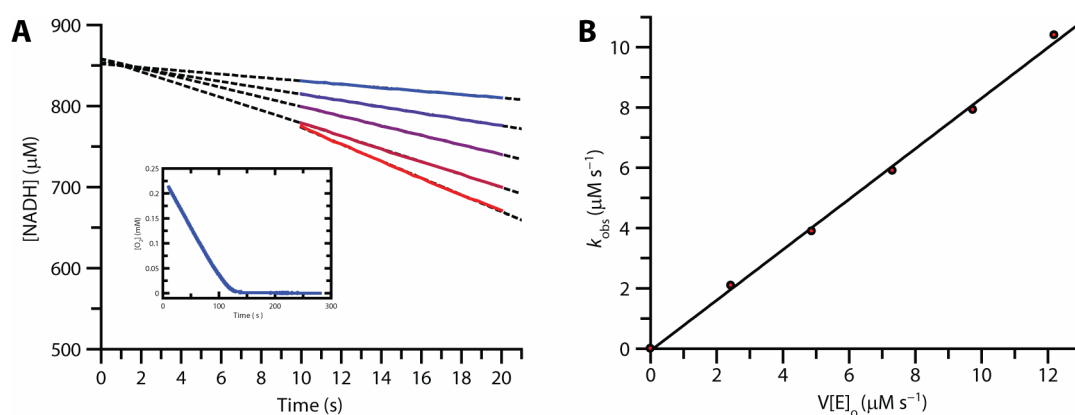 A
900
800
700
600
500
[NADH] (μM)
0 2 4 6 8 10 12 14 16 18 20
Time (s)
0.25
0.2
0.15
0.1
0.05
0
[O₂] (mM)
0 100 200 300
Time (s)
B
10
8
6
4
2
0
kobs (μM s⁻¹)
0 2 4 6 8 10 12
V[E]o (μM s⁻¹)